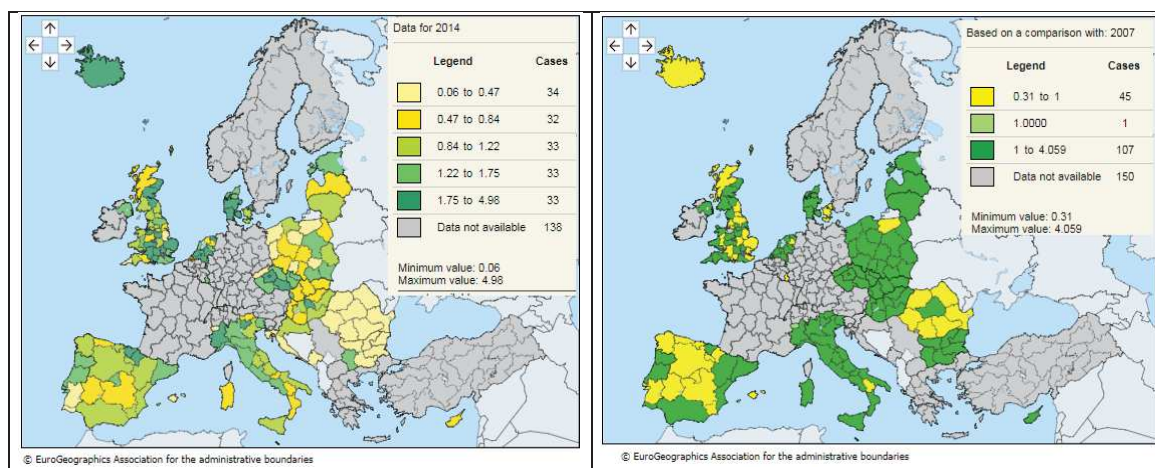 Data for 2014
Legend Cases
0.06 to 0.47 34
0.47 to 0.84 32
0.84 to 1.22 33
1.22 to 1.75 33
1.75 to 4.98 33
Data not available 138
Minimum value: 0.06
Maximum value: 4.98
© EuroGeographics Association for the administrative boundaries
Based on a comparison with: 2007
Legend Cases
0.31 to 1 45
1.0000 1
1 to 4.059 107
Data not available 150
Minimum value: 0.31
Maximum value: 4.059
© EuroGeographics Association for the administrative boundaries